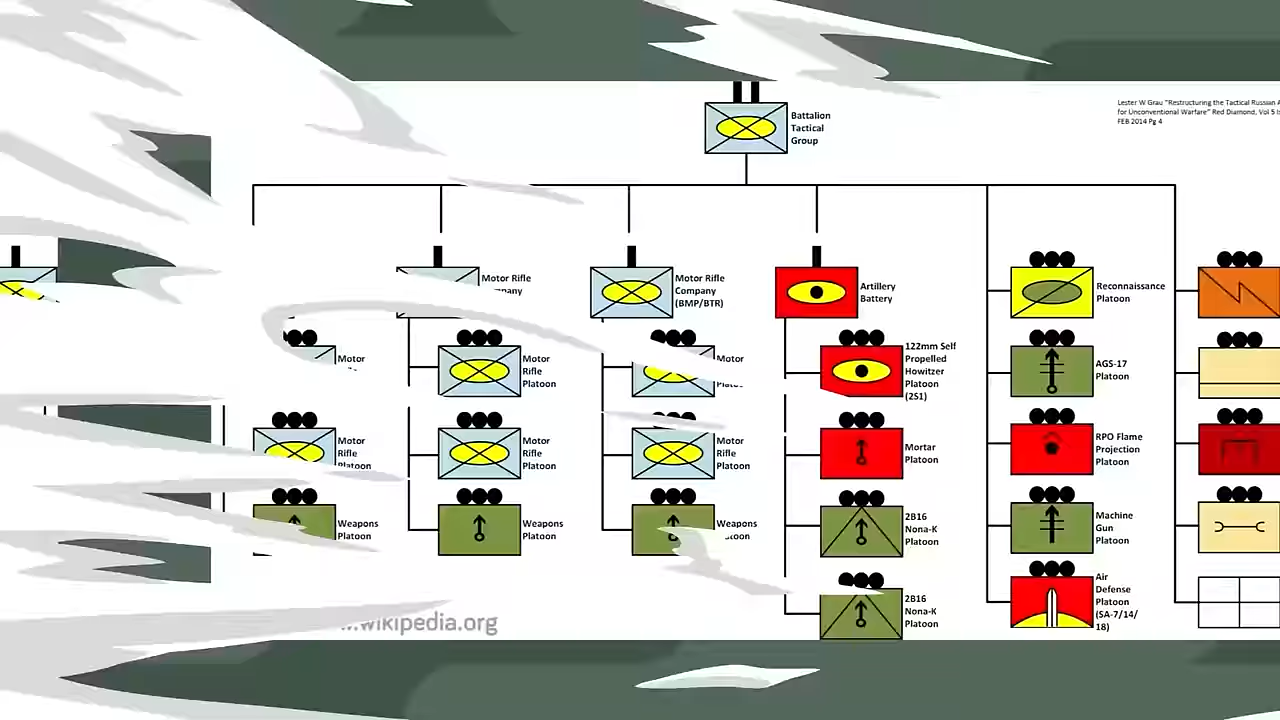 Battalion
Tactical
Group
Lester W Grau "Restructuring the Tactical Russian
for Unconventional Warfare" Red Diamond, Vol 5
FEB 2014 Pg 4
Motor Rifle
Motor Rifle
Company
(BMP/BTR)
Artillery
Battery
Reconnaissance
Platoon
Motor
Motor
Rifle
Platoon
Motor
122mm Self
Propelled
Howitzer
Platoon
(2S1)
AGS-17
Platoon
Motor
Rifle
Platoon
Motor
Rifle
Platoon
Motor
Rifle
Platoon
Mortar
Platoon
RPO Flame
Projection
Platoon
Weapons
Platoon
Weapons
Platoon
Weapons
2B16
Nona-K
Platoon
Machine
Gun
Platoon
2B16
Nona-K
Platoon
Air
Defense
Platoon
(SA-7/14/
18)
.wikipedia.org